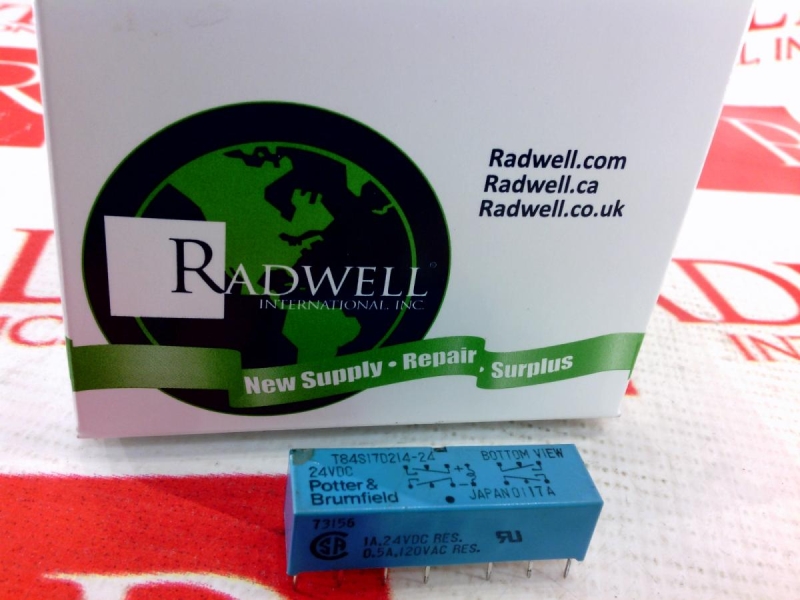 Radwell.com
Radwell.ca
Radwell.co.uk
RADWELL
INTERNATIONAL, INC.
New Supply • Repair • Surplus
T84S17D214-24
24VDC
BOTTOM VIEW
Potter &
Brumfield
JAPAN 0117A
73156
1A,24VDC RES.
0.5A,120VAC RES.